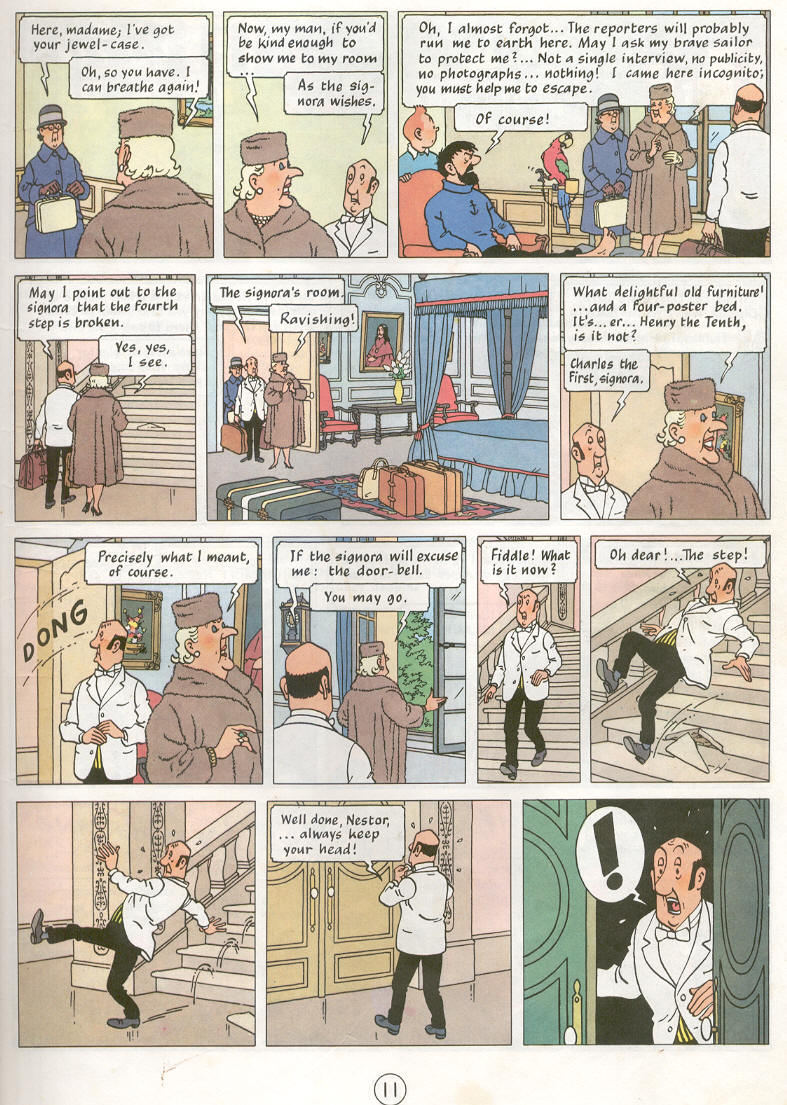 Here, madame; I've got
your jewel-case.
Oh, so you have. I
can breathe again!
Now, my man, if you'd
be kind enough to
show me to my room
...
As the sig-
nora wishes.
Oh, I almost forgot... The reporters will probably
run me to earth here. May I ask my brave sailor
to protect me?... Not a single interview, no publicity,
no photographs... nothing! I came here incognito;
you must help me to escape.
Of course!
May I point out to the
signora that the fourth
step is broken.
Yes, yes,
I see.
The signora's room.
Ravishing!
What delightful old furniture!
...and a four-poster bed.
It's... er... Henry the Tenth,
is it not?
Charles the
First, signora.
DONG
Precisely what I meant,
of course.
If the signora will excuse
me: the door-bell.
You may go.
Fiddle! What
is it now?
Oh dear!...The step!
Well done, Nestor,
... always keep
your head!
!
11